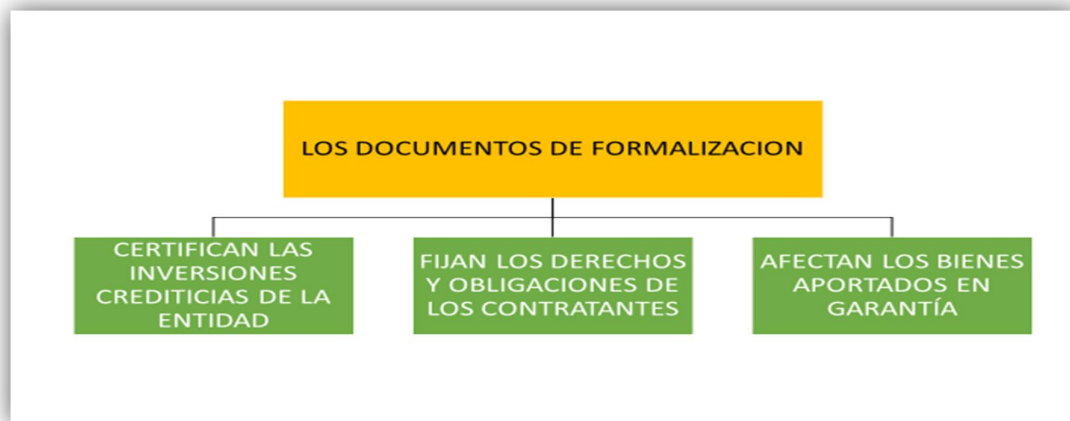 LOS DOCUMENTOS DE FORMALIZACION
CERTIFICAN LAS
INVERSIONES
CREDITICIAS DE LA
ENTIDAD
FIJAN LOS DERECHOS
Y OBLIGACIONES DE
LOS CONTRATANTES
AFECTAN LOS BIENES
APORTADOS EN
GARANTÍA